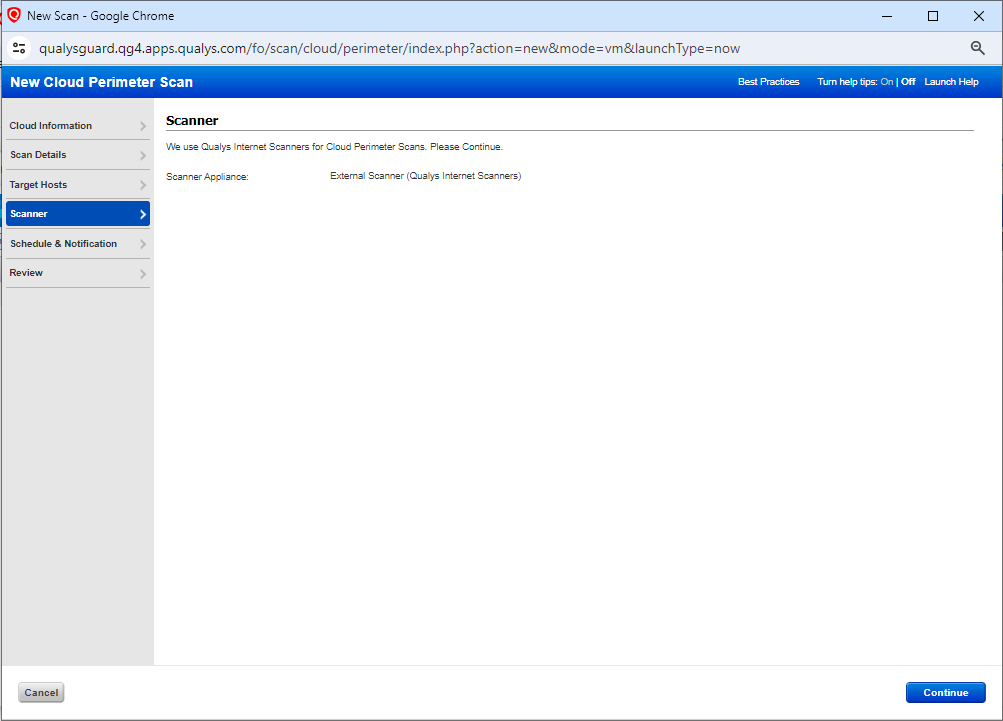 New Scan - Google Chrome
qualysguard.qg4.apps.qualys.com/fo/scan/cloud/perimeter/index.php?action=new&mode=vm&launchType=now
New Cloud Perimeter Scan
Best Practices Turn help tips: On | Off Launch Help
Cloud Information
Scan Details
Target Hosts
Scanner
Schedule & Notification
Review
Scanner
We use Qualys Internet Scanners for Cloud Perimeter Scans. Please Continue.
Scanner Appliance: External Scanner (Qualys Internet Scanners)
Cancel
Continue